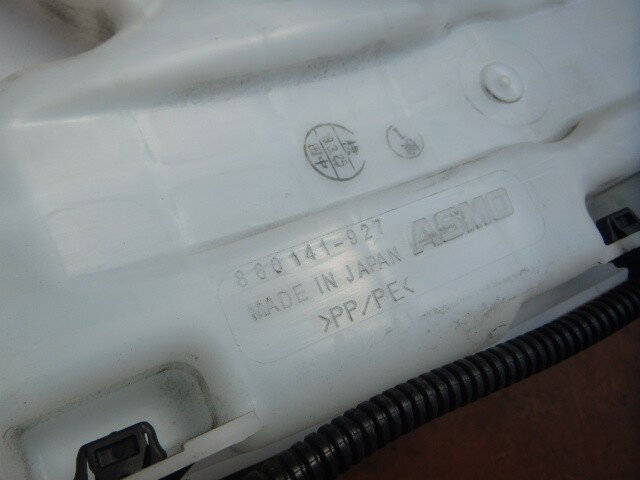 860141-927 ASMO
MADE IN JAPAN
>PP/PE<